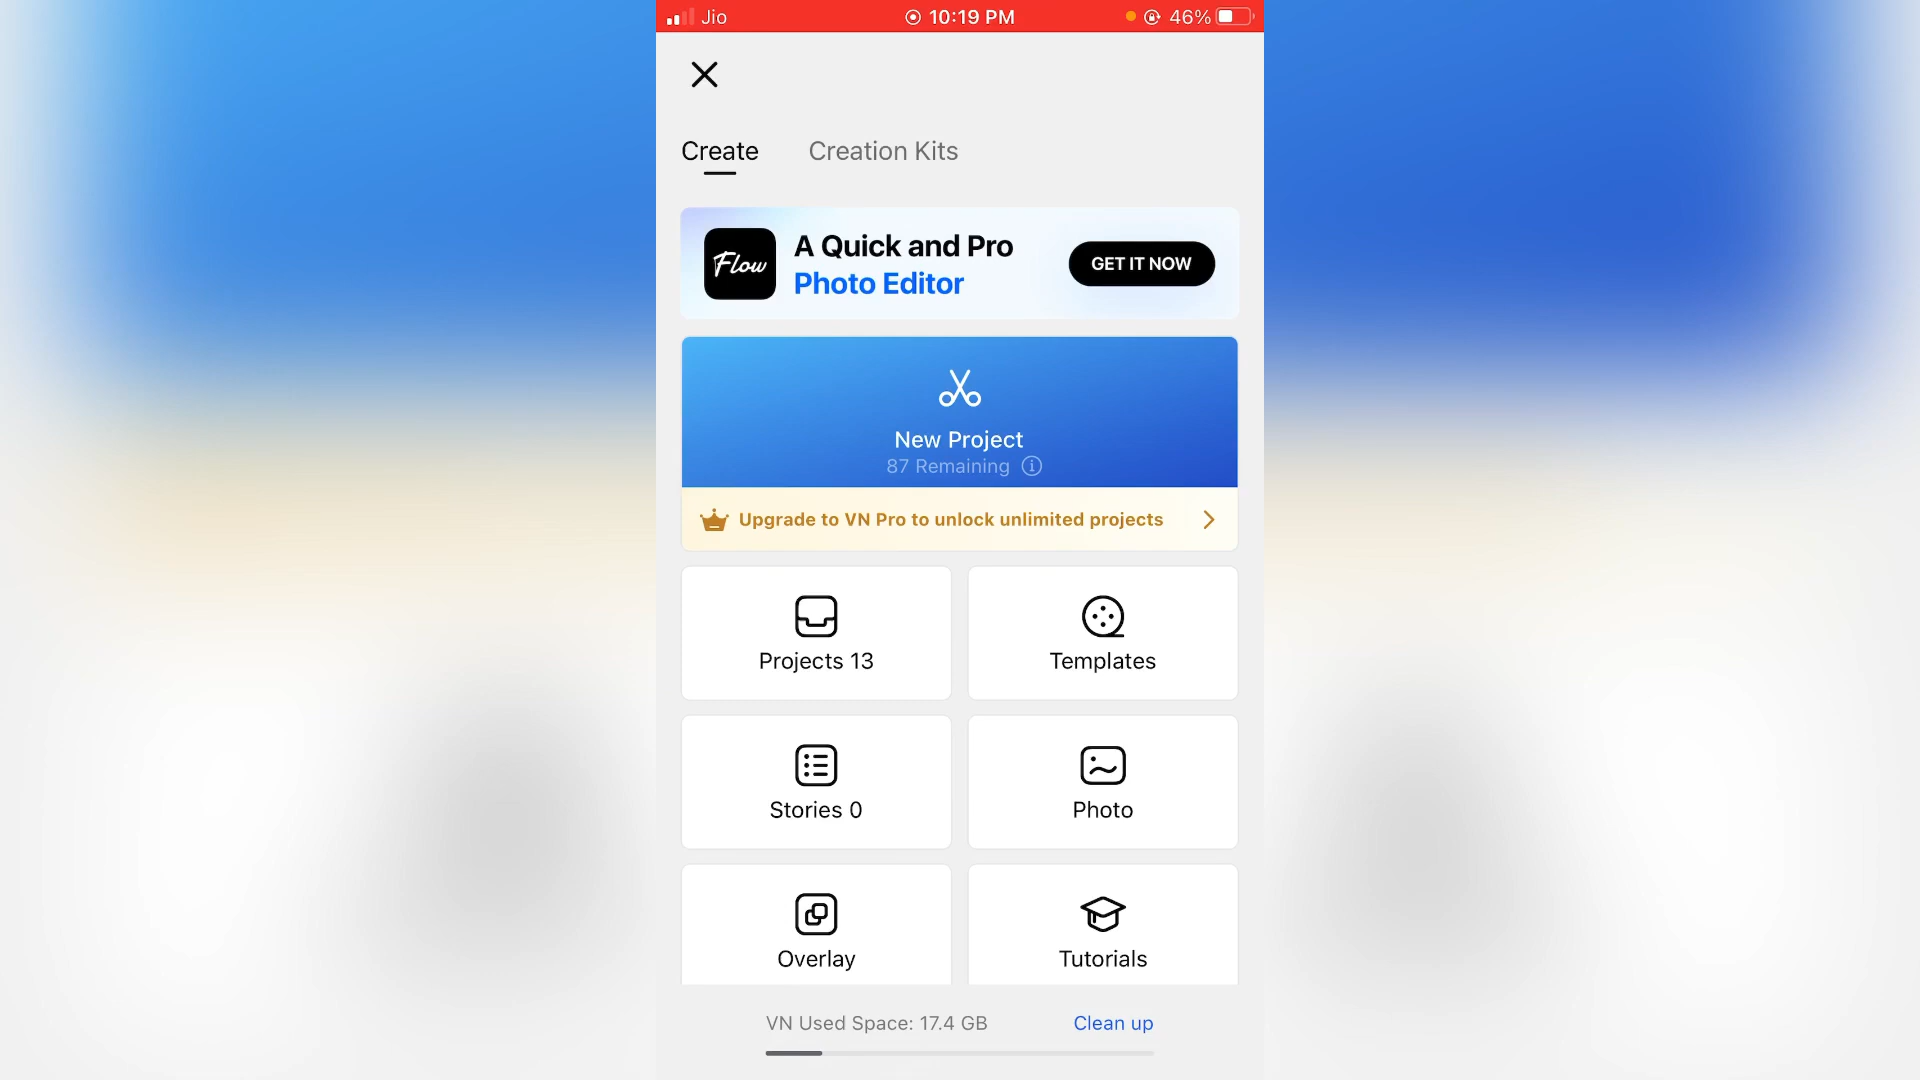 Jio 10:19 PM 46%
Create Creation Kits
Flow
A Quick and Pro
Photo Editor
GET IT NOW
New Project
87 Remaining
Upgrade to VN Pro to unlock unlimited projects
Projects 13
Templates
Stories 0
Photo
Overlay
Tutorials
VN Used Space: 17.4 GB Clean up